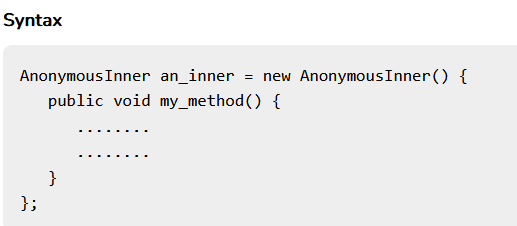 Syntax
AnonymousInner an_inner = new AnonymousInner() {
   public void my_method() {
      ........
      ........
   }
};